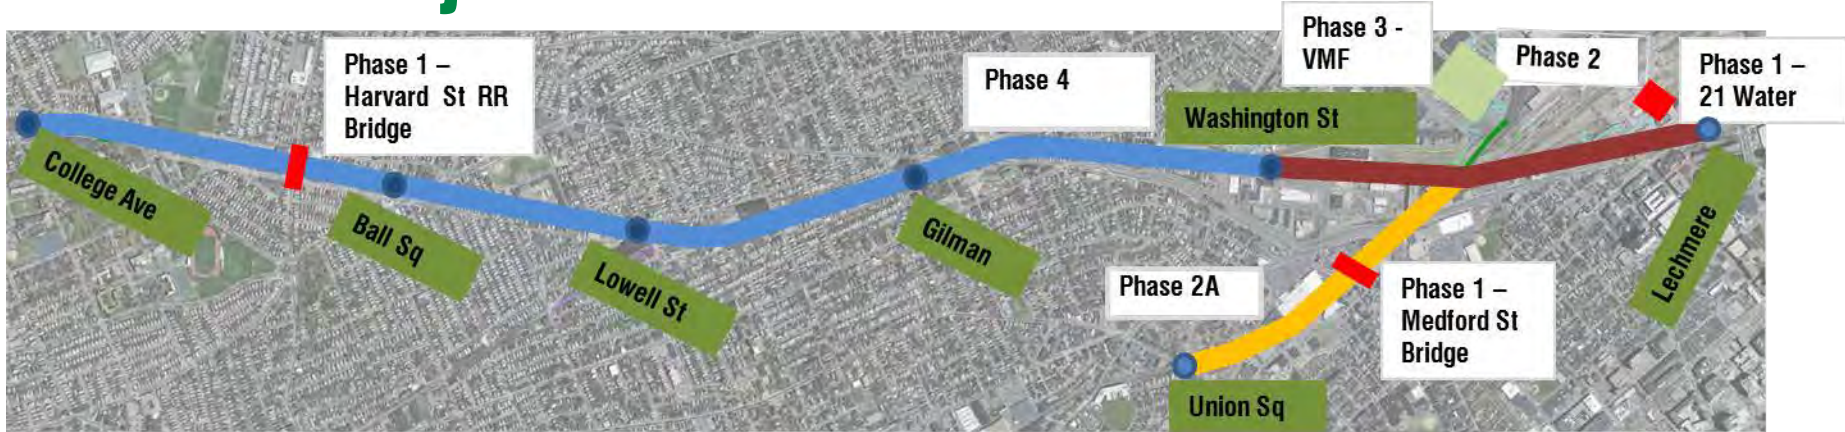 Phase 1 –
Harvard St RR
Bridge
Phase 4
Phase 3 -
VMF
Phase 2
Phase 1 –
21 Water
Washington St
College Ave
Ball Sq
Lowell St
Gilman
Lechmere
Phase 2A
Phase 1 –
Medford St
Bridge
Union Sq